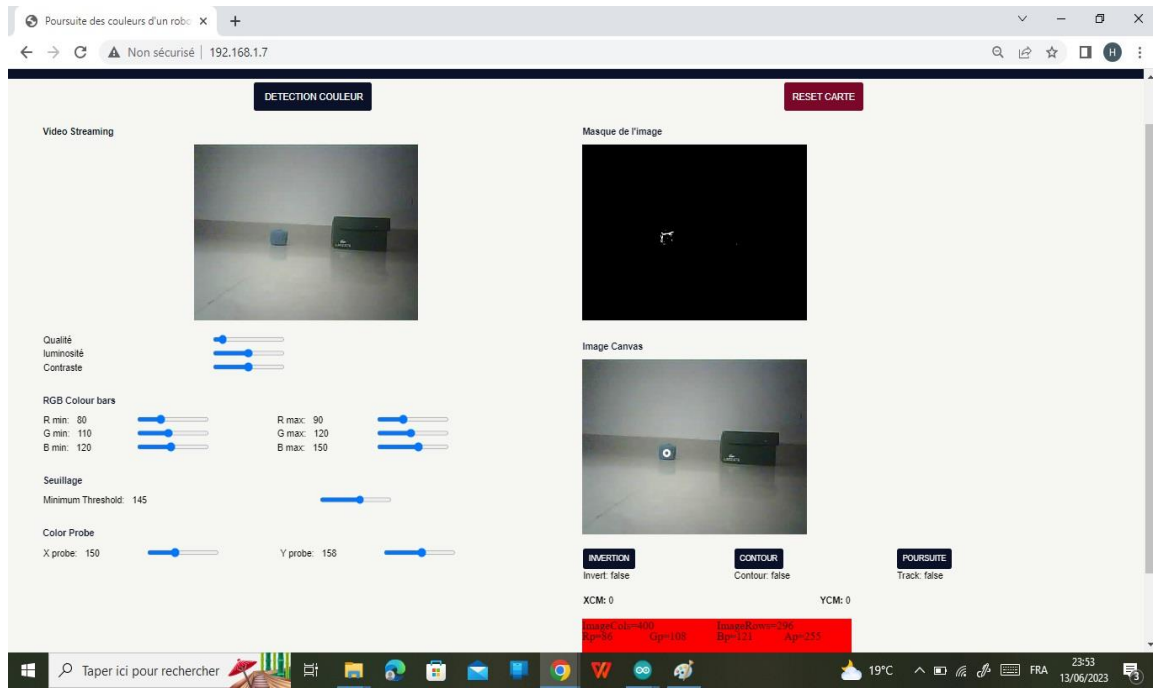 Poursuite des couleurs d'un robo
Non sécurisé | 192.168.1.7
H
DETECTION COULEUR
RESET CARTE
Video Streaming
Masque de l'image
LACOSTE
Qualité
luminosité
Contraste
Image Canvas
RGB Colour bars
R min: 80
R max: 90
G min: 110
G max: 120
B min: 120
B max: 150
Seuillage
Minimum Threshold: 145
Color Probe
X probe: 150
Y probe: 158
INVERTION
CONTOUR
POURSUITE
Invert: false
Contour: false
Track: false
XCM: 0
YCM: 0
ImageCols=400 ImageRows=296
Rp=86 Gp=108 Bp=121 Ap=255
Taper ici pour rechercher
19°C
FRA
23:53
13/06/2023
3